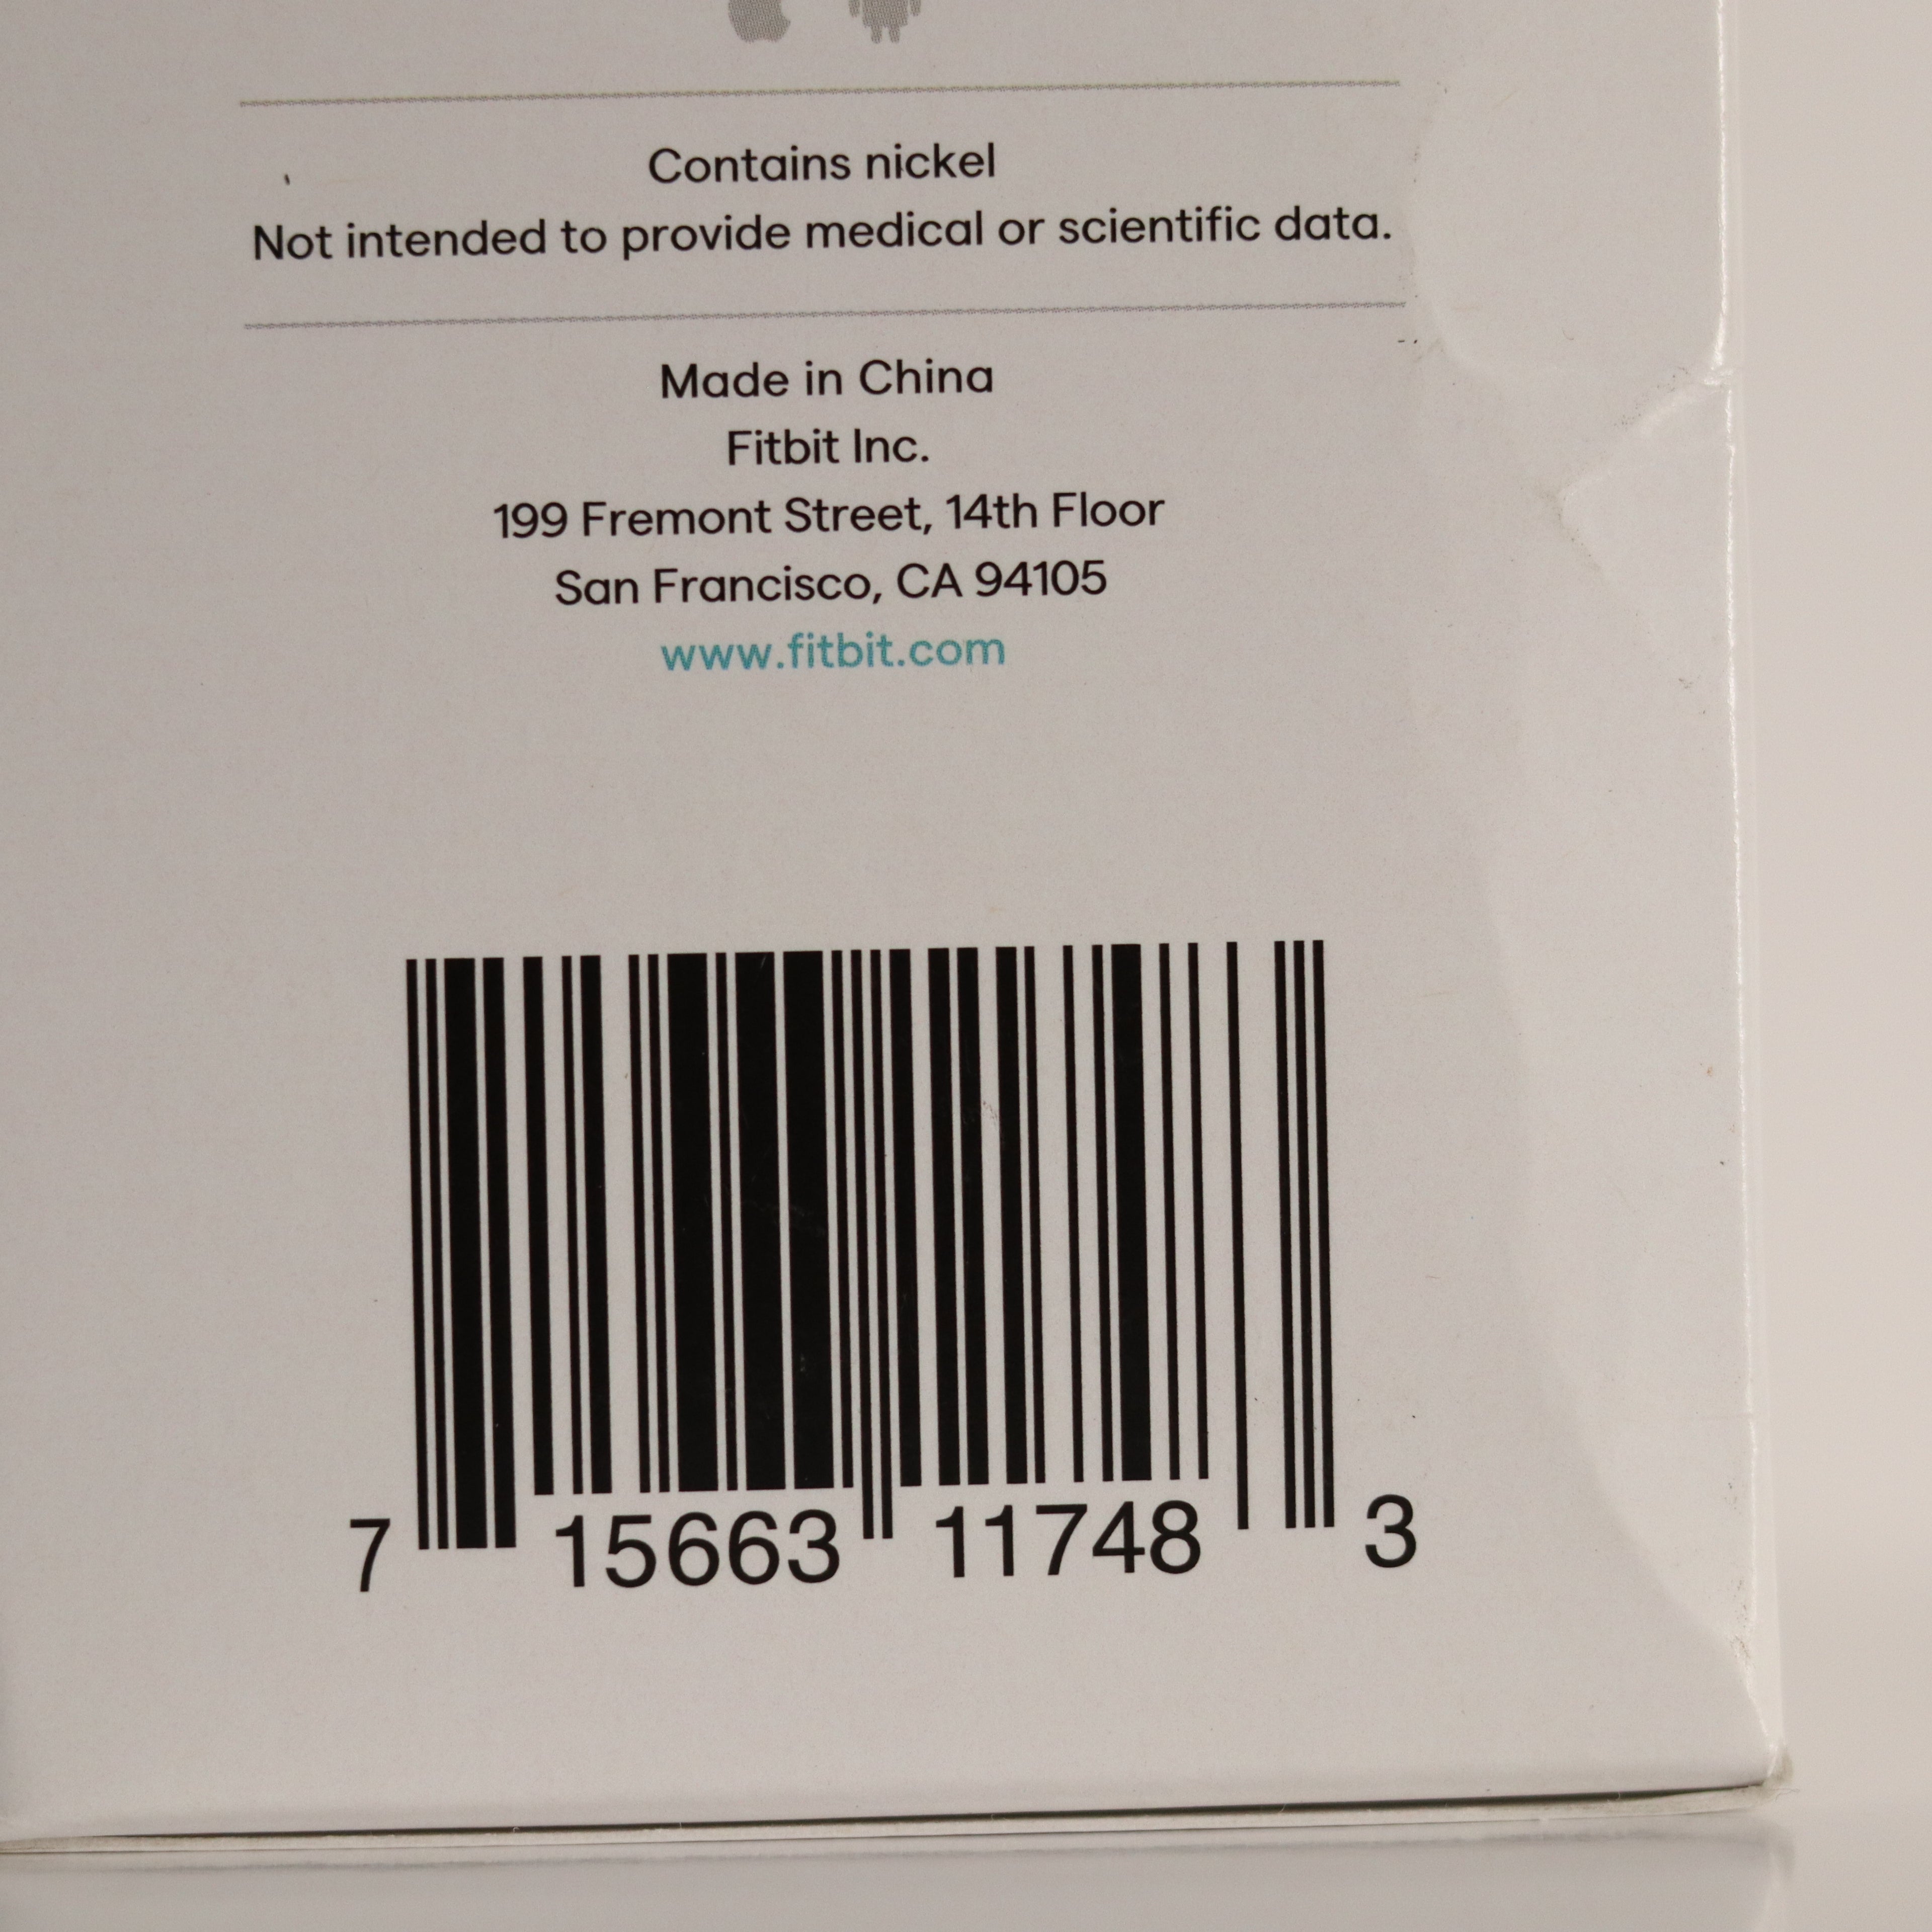 Contains nickel
Not intended to provide medical or scientific data.
Made in China
Fitbit Inc.
199 Fremont Street, 14th Floor
San Francisco, CA 94105
www.fitbit.com
7 15663 11748 3